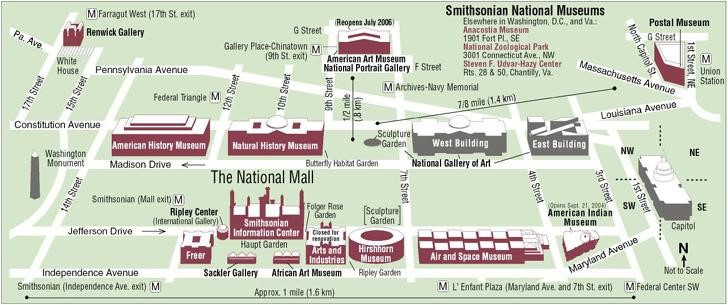 Smithsonian National Museums
Elsewhere in Washington, D.C., and Va.:
Anacostia Museum
1901 Fort Pl., SE
National Zoological Park
3001 Connecticut Ave., NW
Steven F. Udvar-Hazy Center
Rts. 28 & 50, Chantilly, Va.
M Farragut West (17th St. exit)
Renwick Gallery
Pa. Ave.
White
House
17th Street
15th Street
Pennsylvania Avenue
(Reopens July 2006)
G Street
Gallery Place-Chinatown
(9th St. exit)
M
American Art Museum
National Portrait Gallery
F Street
Postal Museum
G Street
North Capitol St.
1st Street, NE
M
Union
Station
Massachusetts Avenue
Federal Triangle M
12th Street
10th Street
9th Street
M Archives-Navy Memorial
1/2 mile
(.8 km)
7/8 mile (1.4 km)
Louisiana Avenue
Constitution Avenue
American History Museum
Natural History Museum
Sculpture
Garden
West Building
East Building
National Gallery of Art
Washington
Monument
Madison Drive
Butterfly Habitat Garden
NW
NE
SW
SE
Capitol
The National Mall
14th Street
7th Street
4th Street
3rd Street
1st Street
Smithsonian (Mall exit) M
Ripley Center
(International Gallery)
Jefferson Drive
Smithsonian
Information Center
Haupt Garden
Folger Rose
Garden
Closed for
renovation
Arts and
Industries
[Sculpture
Garden]
Hirshhorn
Museum
Ripley Garden
Air and Space Museum
(Opens Sept. 21, 2004)
American Indian
Museum
Maryland Avenue
Freer
Sackler Gallery
African Art Museum
Independence Avenue
N
Not to Scale
Smithsonian (Independence Ave. exit) M
Approx. 1 mile (1.6 km)
M L' Enfant Plaza (Maryland Ave. and 7th St. exit)
M Federal Center SW